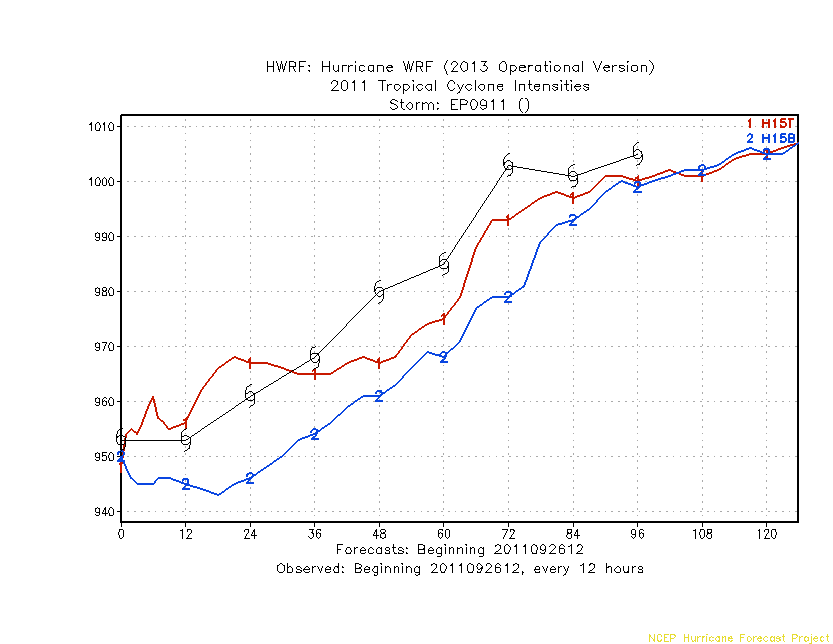 HWRF: Hurricane WRF (2013 Operational Version)
2011 Tropical Cyclone Intensities
Storm: EP0911 ()
1 H15T
2 H15B
1010
1000
990
980
970
960
950
940
0 12 24 36 48 60 72 84 96 108 120
Forecasts: Beginning 2011092612
Observed: Beginning 2011092612, every 12 hours
NCEP Hurricane Forecast Project